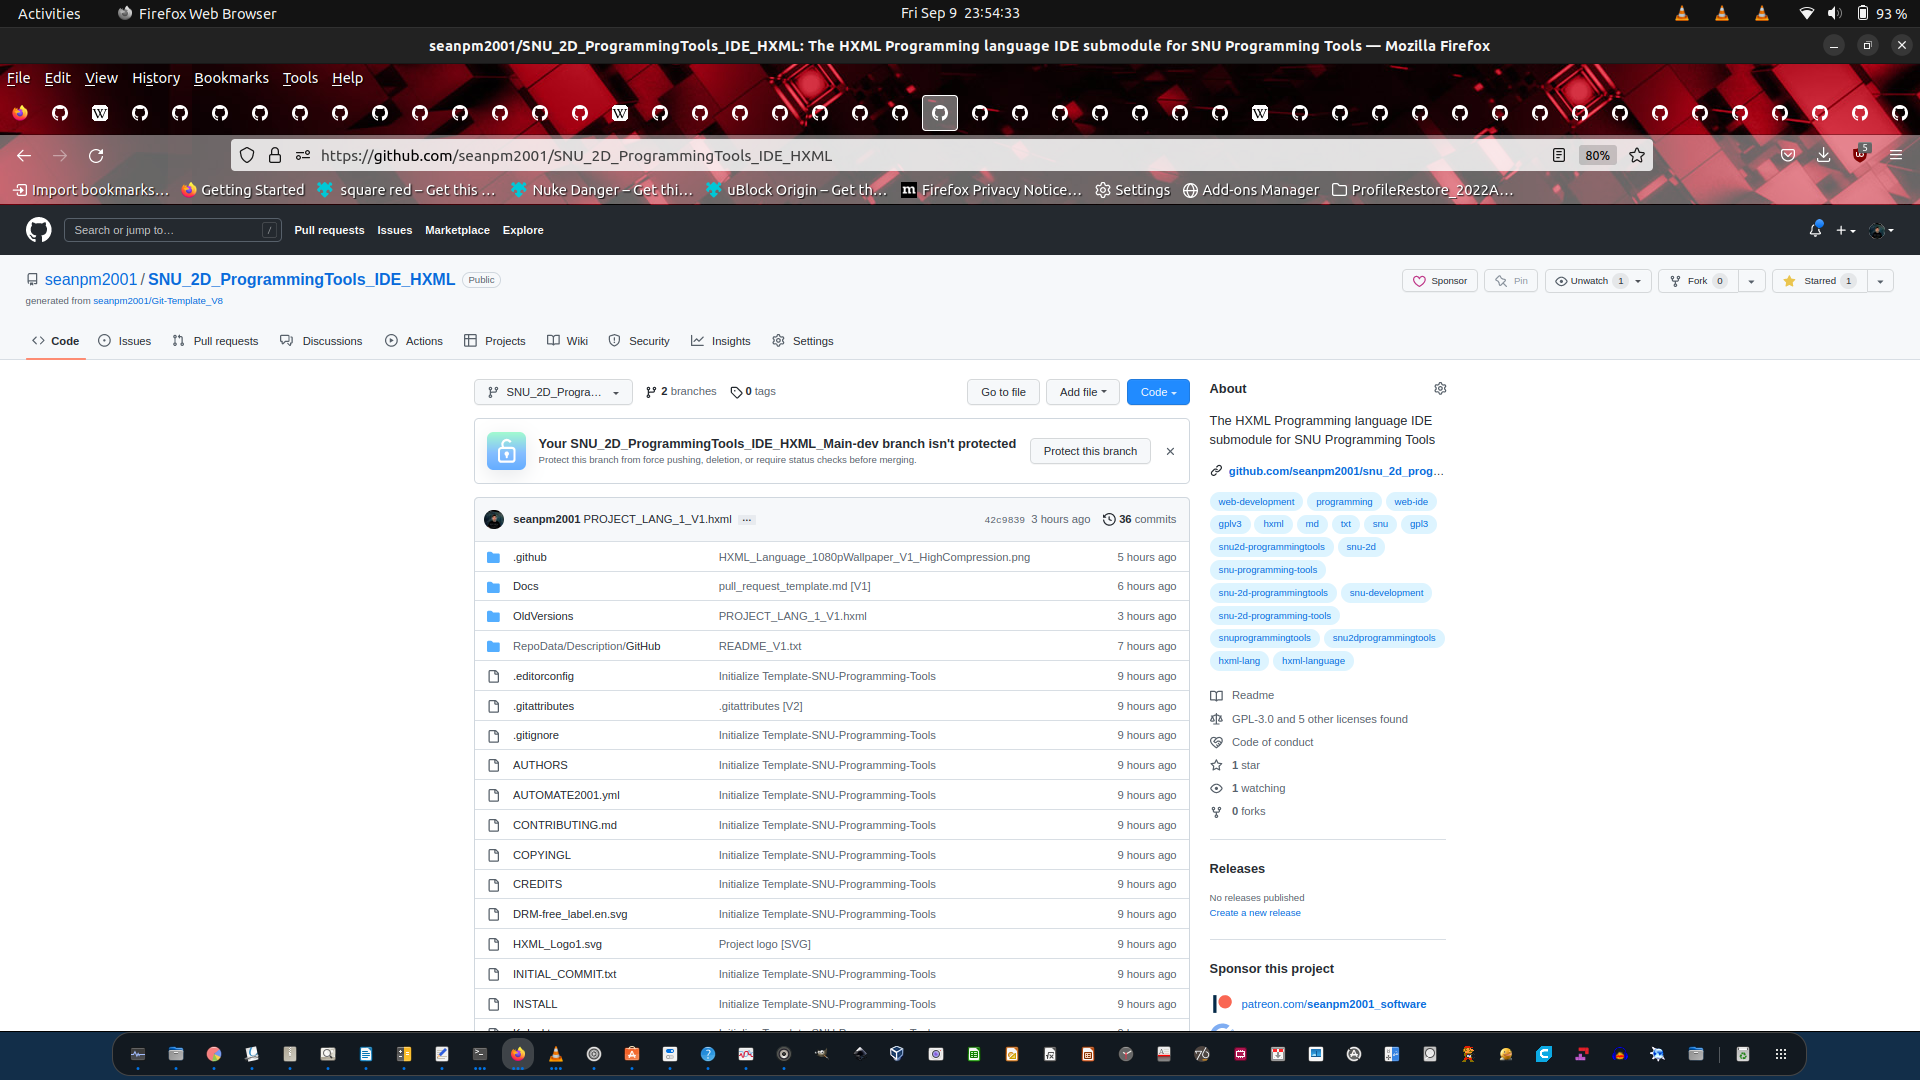 Activities Firefox Web Browser Fri Sep 9 23:54:33 93 %
seanpm2001/SNU_2D_ProgrammingTools_IDE_HXML: The HXML Programming language IDE submodule for SNU Programming Tools — Mozilla Firefox
File Edit View History Bookmarks Tools Help
https://github.com/seanpm2001/SNU_2D_ProgrammingTools_IDE_HXML 80% 5
Import bookmarks… Getting Started square red – Get this … Nuke Danger – Get thi… uBlock Origin – Get th… Firefox Privacy Notice… Settings Add-ons Manager ProfileRestore_2022A…
Search or jump to… / Pull requests Issues Marketplace Explore
seanpm2001 / SNU_2D_ProgrammingTools_IDE_HXML Public Sponsor Pin Unwatch 1 Fork 0 Starred 1
generated from seanpm2001/Git-Template_V8
Code Issues Pull requests Discussions Actions Projects Wiki Security Insights Settings
SNU_2D_Progra… 2 branches 0 tags Go to file Add file Code
Your SNU_2D_ProgrammingTools_IDE_HXML_Main-dev branch isn't protected
Protect this branch from force pushing, deletion, or require status checks before merging.
Protect this branch
seanpm2001 PROJECT_LANG_1_V1.hxml … 42c9839 3 hours ago 36 commits
.github HXML_Language_1080pWallpaper_V1_HighCompression.png 5 hours ago
Docs pull_request_template.md [V1] 6 hours ago
OldVersions PROJECT_LANG_1_V1.hxml 3 hours ago
RepoData/Description/GitHub README_V1.txt 7 hours ago
.editorconfig Initialize Template-SNU-Programming-Tools 9 hours ago
.gitattributes .gitattributes [V2] 9 hours ago
.gitignore Initialize Template-SNU-Programming-Tools 9 hours ago
AUTHORS Initialize Template-SNU-Programming-Tools 9 hours ago
AUTOMATE2001.yml Initialize Template-SNU-Programming-Tools 9 hours ago
CONTRIBUTING.md Initialize Template-SNU-Programming-Tools 9 hours ago
COPYINGL Initialize Template-SNU-Programming-Tools 9 hours ago
CREDITS Initialize Template-SNU-Programming-Tools 9 hours ago
DRM-free_label.en.svg Initialize Template-SNU-Programming-Tools 9 hours ago
HXML_Logo1.svg Project logo [SVG] 9 hours ago
INITIAL_COMMIT.txt Initialize Template-SNU-Programming-Tools 9 hours ago
INSTALL Initialize Template-SNU-Programming-Tools 9 hours ago
About
The HXML Programming language IDE
submodule for SNU Programming Tools
github.com/seanpm2001/snu_2d_prog…
web-development programming web-ide
gplv3 hxml md txt snu gpl3
snu2d-programmingtools snu-2d
snu-programming-tools
snu-2d-programmingtools snu-development
snu-2d-programming-tools
snuprogrammingtools snu2dprogrammingtools
hxml-lang hxml-language
Readme
GPL-3.0 and 5 other licenses found
Code of conduct
1 star
1 watching
0 forks
Releases
No releases published
Create a new release
Sponsor this project
patreon.com/seanpm2001_software